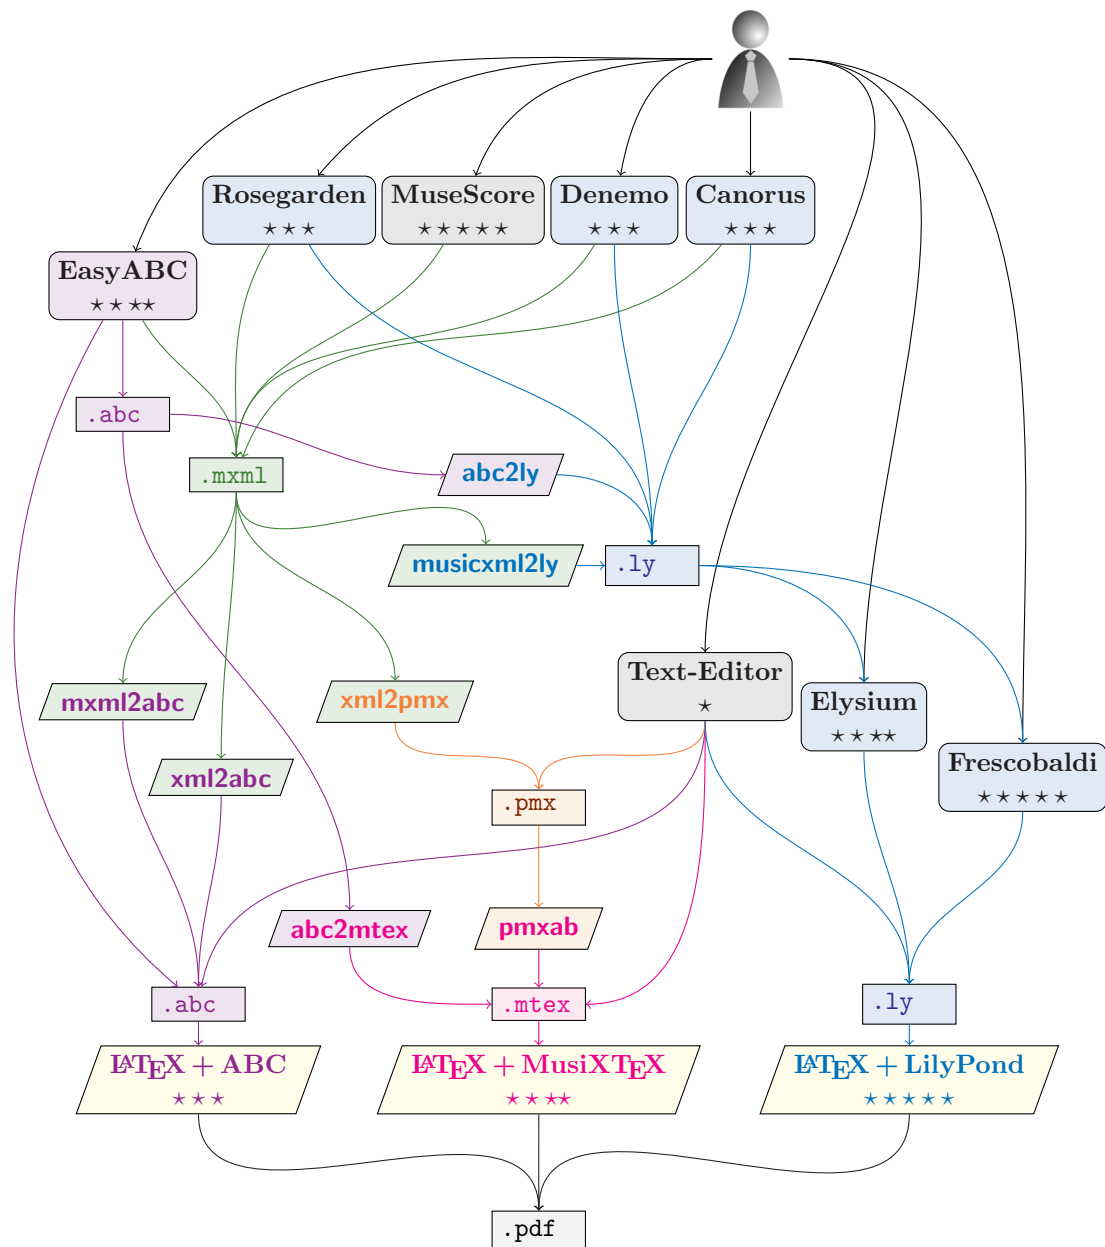 Rosegarden
⋆ ⋆ ⋆
MuseScore
⋆ ⋆ ⋆ ⋆ ⋆
Denemo
⋆ ⋆ ⋆
Canorus
⋆ ⋆ ⋆
EasyABC
⋆ ⋆ ⋆⋆
.abc
.mxml
abc2ly
musicxml2ly
.ly
Text-Editor
⋆
mxml2abc
xml2pmx
Elysium
⋆ ⋆ ⋆⋆
xml2abc
Frescobaldi
⋆ ⋆ ⋆ ⋆ ⋆
.pmx
abc2mtex
pmxab
.abc
.mtex
.ly
LATEX + ABC
⋆ ⋆ ⋆
LATEX + MusiXTEX
⋆ ⋆ ⋆⋆
LATEX + LilyPond
⋆ ⋆ ⋆ ⋆ ⋆
.pdf